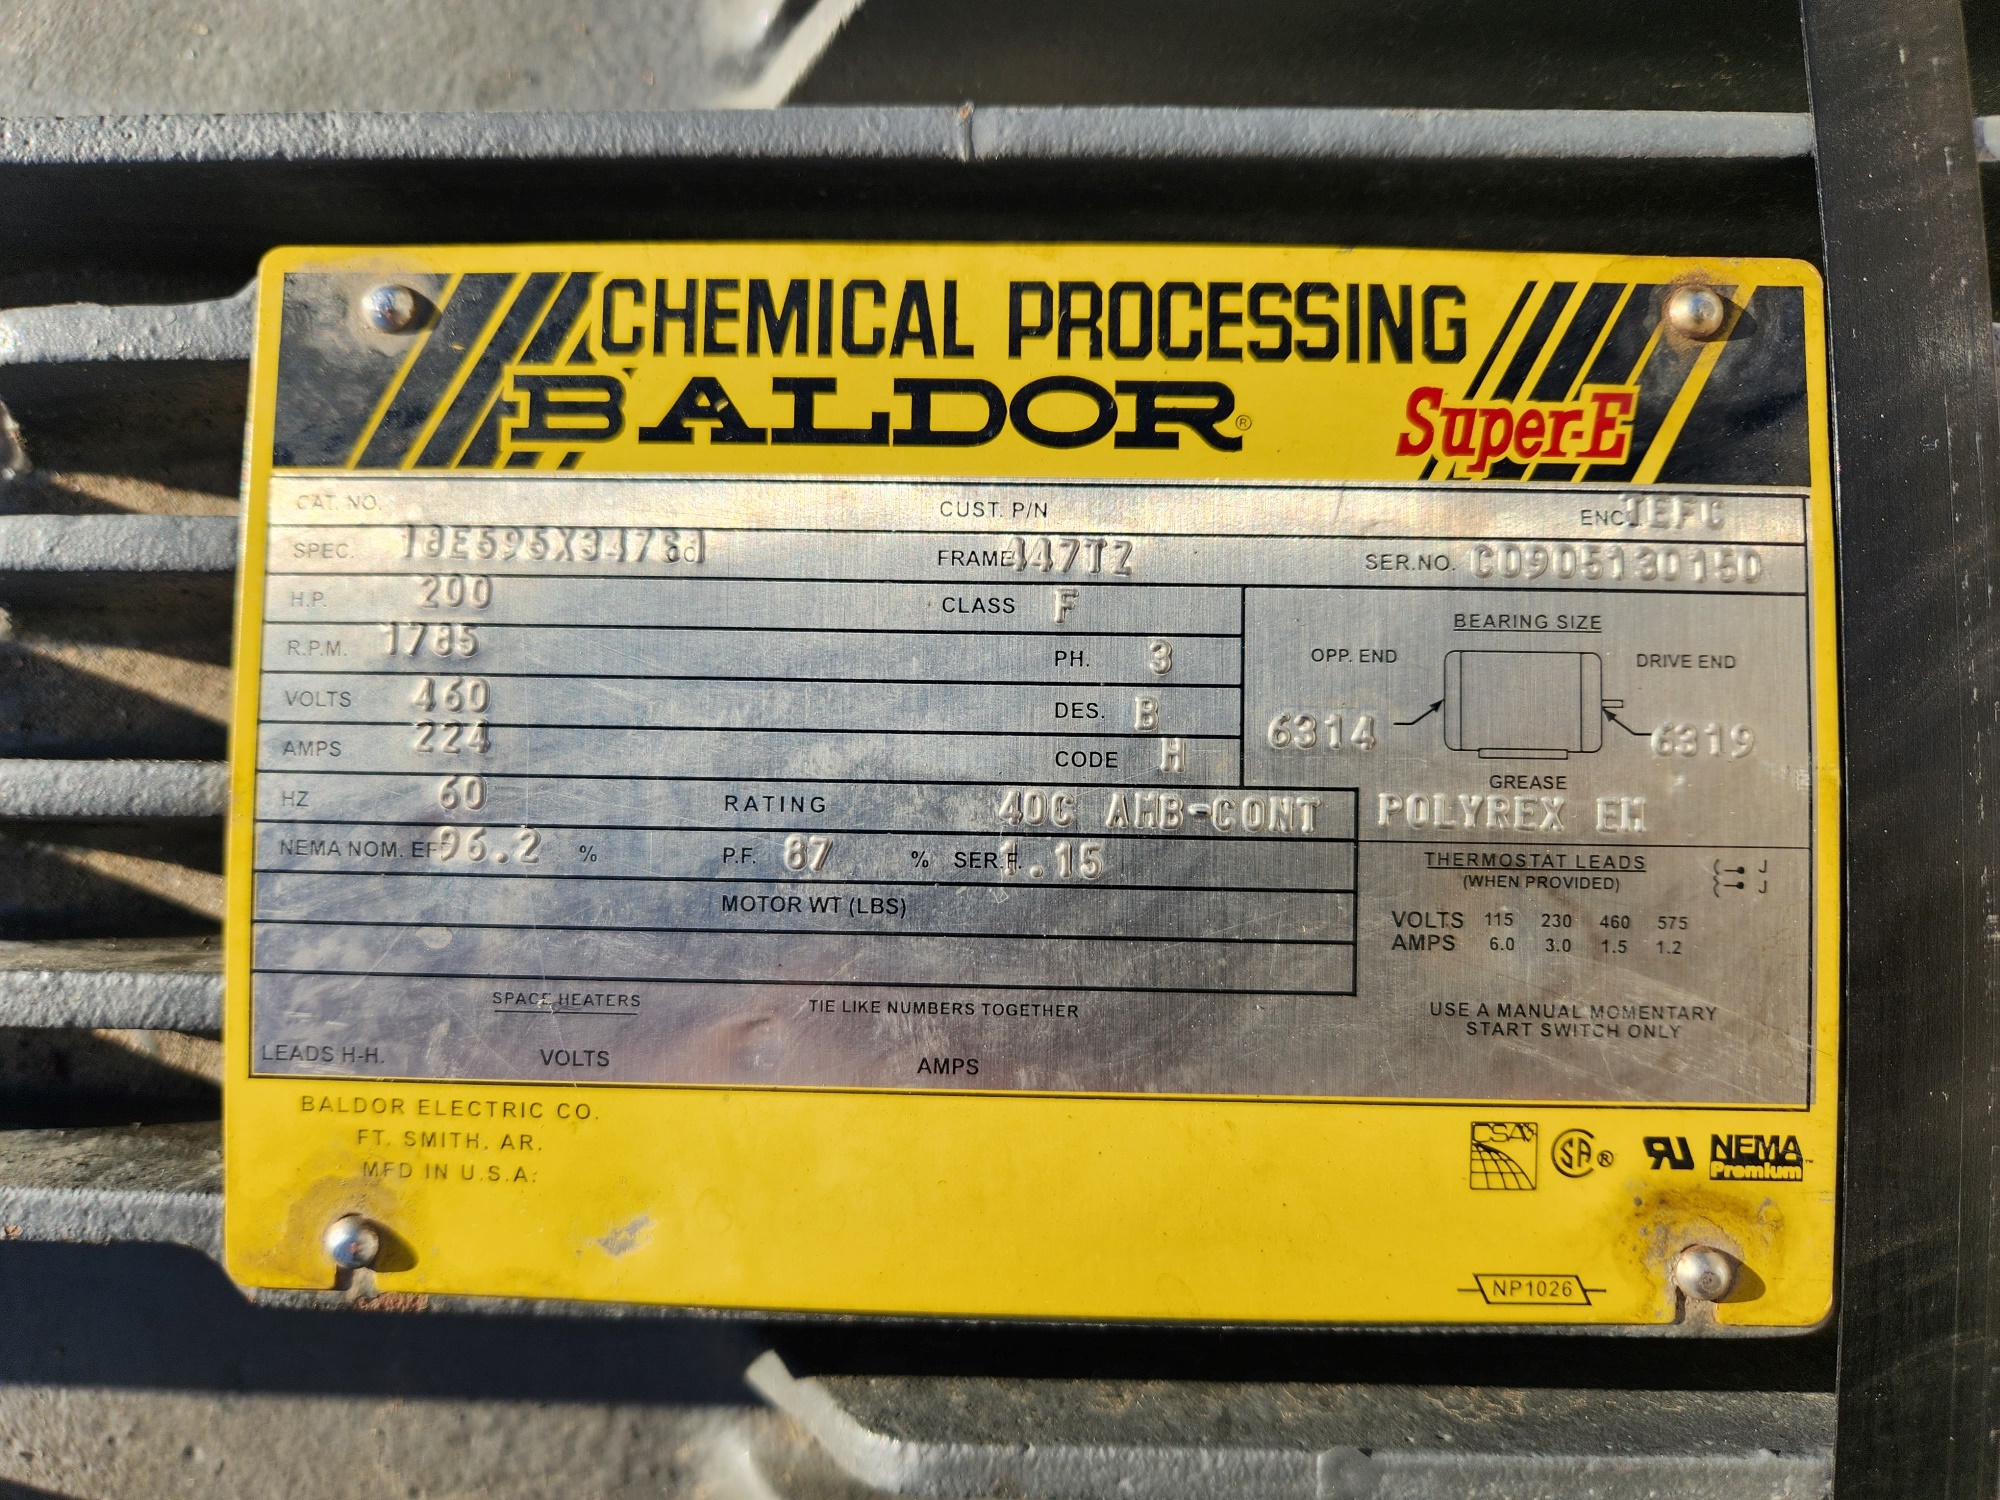 CHEMICAL PROCESSING
BALDOR® Super-E
CAT. NO. CUST. P/N ENC. TEFC
SPEC. FRAME 447TZ SER.NO. C0905130150
H.P. 200 CLASS F
R.P.M. 1785 PH. 3
VOLTS 460 DES. B
AMPS 224 CODE H
BEARING SIZE
OPP. END DRIVE END
6314 6319
GREASE
POLYREX EM
HZ 60 RATING 40C AMB-CONT
NEMA NOM. EFF 96.2 % P.F. 87 % SER.F. 1.15
MOTOR WT (LBS)
THERMOSTAT LEADS
(WHEN PROVIDED)
J
J
VOLTS 115 230 460 575
AMPS 6.0 3.0 1.5 1.2
SPACE HEATERS TIE LIKE NUMBERS TOGETHER
USE A MANUAL MOMENTARY
START SWITCH ONLY
LEADS H-H. VOLTS AMPS
BALDOR ELECTRIC CO.
FT. SMITH, AR.
MFD IN U.S.A.
CSA SA® RU NEMA Premium™
NP1026